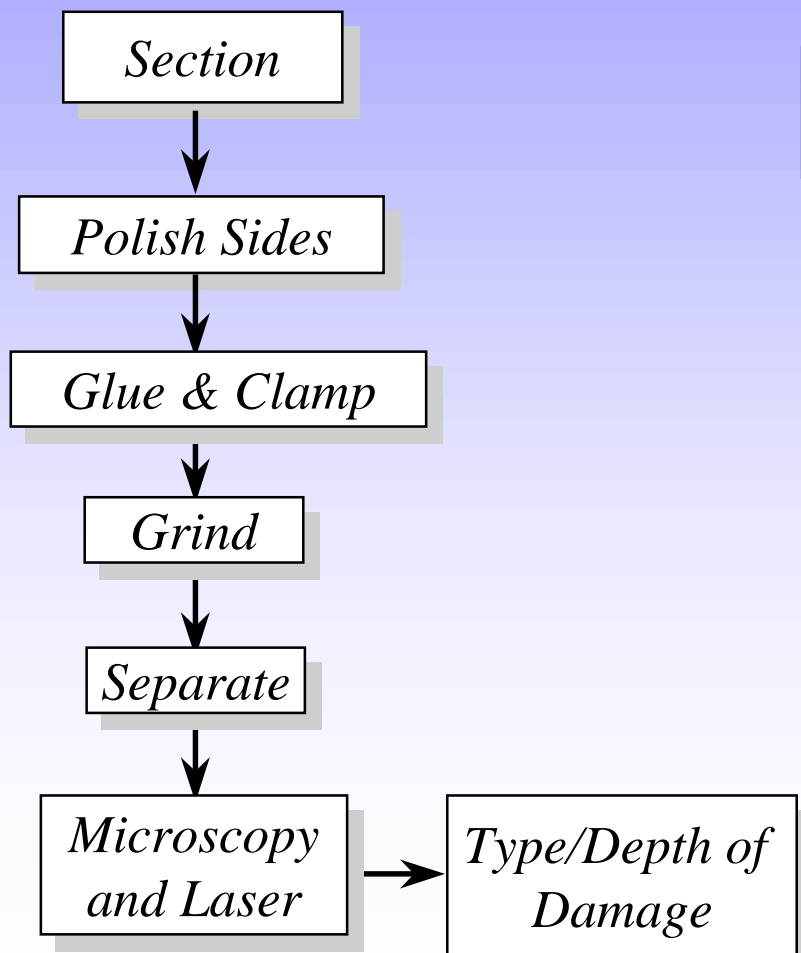 Section
Polish Sides
Glue & Clamp
Grind
Separate
Microscopy
and Laser
Type/Depth of
Damage